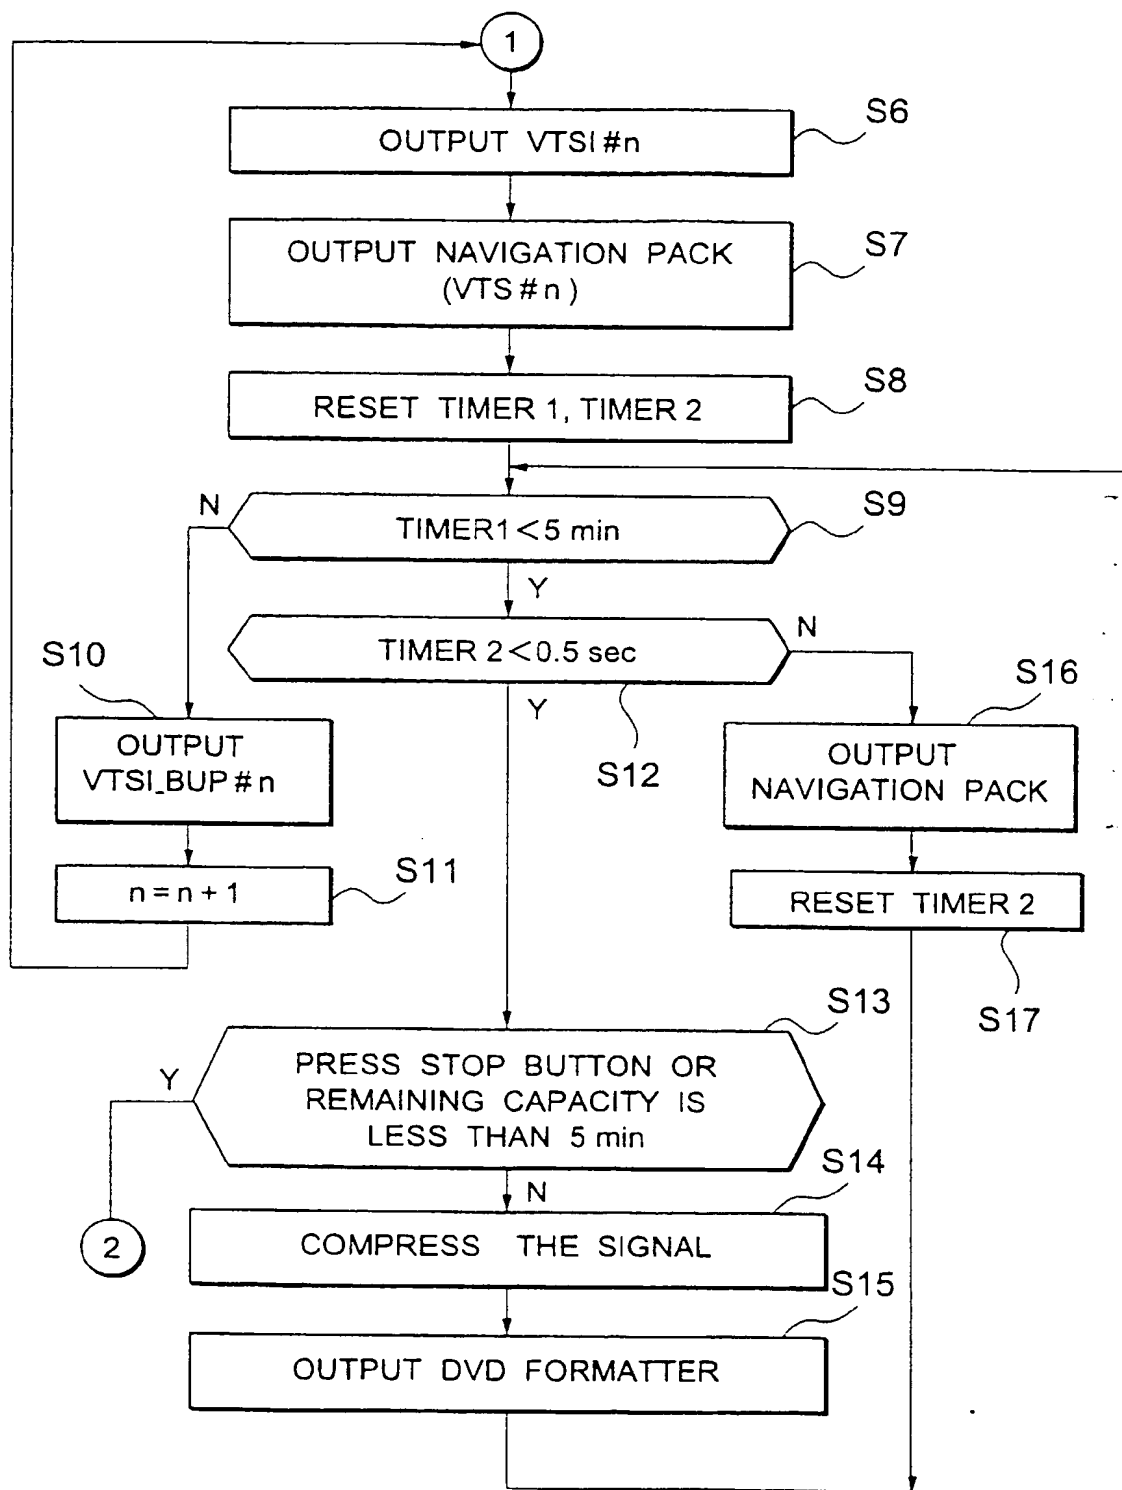 1
S6
OUTPUT VTSI#n
S7
OUTPUT NAVIGATION PACK
(VTS#n)
S8
RESET TIMER 1, TIMER 2
S9
N
TIMER1<5 min
Y
TIMER 2<0.5 sec
N
S10
Y
S16
OUTPUT
VTSI_BUP#n
S12
OUTPUT
NAVIGATION PACK
S11
n=n+1
RESET TIMER 2
S17
S13
Y
PRESS STOP BUTTON OR
REMAINING CAPACITY IS
LESS THAN 5 min
S14
N
2
COMPRESS THE SIGNAL
S15
OUTPUT DVD FORMATTER